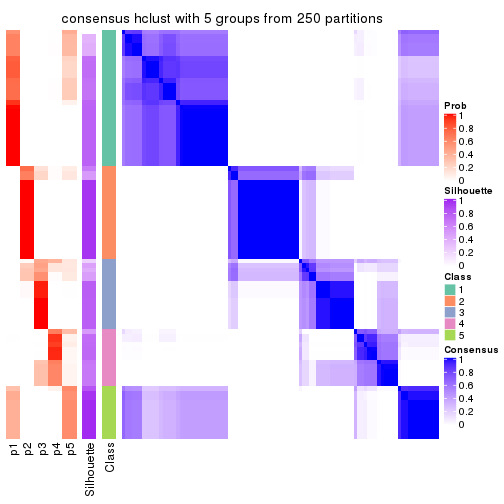 consensus hclust with 5 groups from 250 partitions
Prob
1
0.8
0.6
0.4
0.2
0
Silhouette
1
0.8
0.6
0.4
0.2
0
Class
1
2
3
4
5
Consensus
1
0.8
0.6
0.4
0.2
0
p1
p2
p3
p4
p5
Silhouette
Class